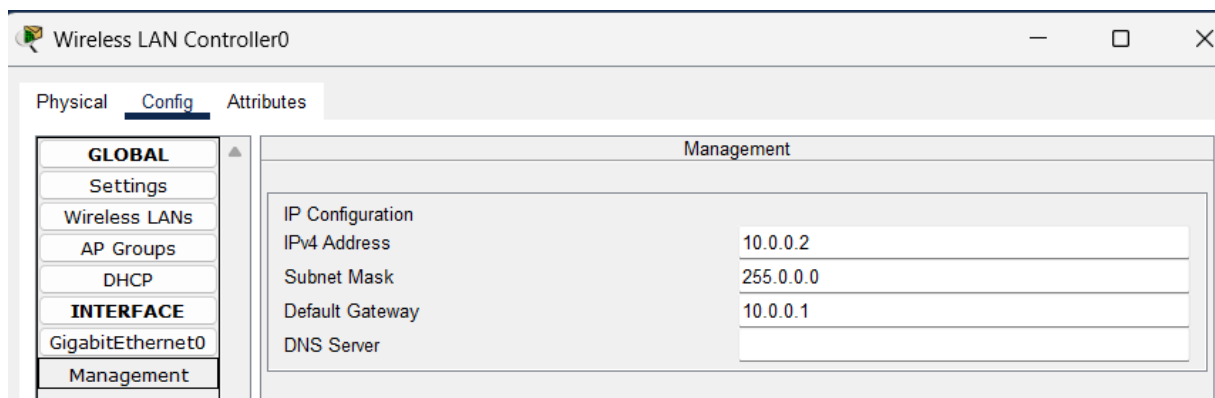 Wireless LAN Controller0
Physical Config Attributes
GLOBAL
Settings
Wireless LANs
AP Groups
DHCP
INTERFACE
GigabitEthernet0
Management
Management
IP Configuration
IPv4 Address 10.0.0.2
Subnet Mask 255.0.0.0
Default Gateway 10.0.0.1
DNS Server